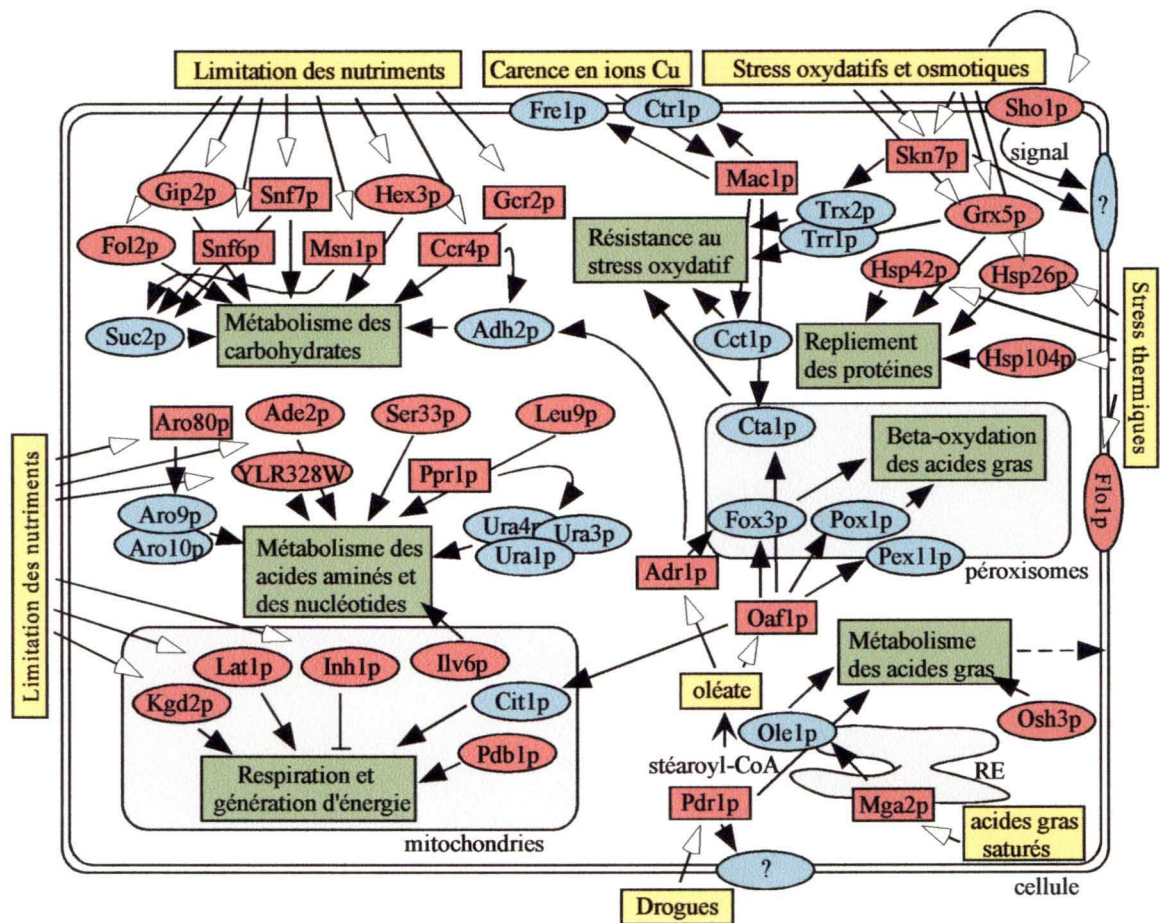 Limitation des nutriments
Carence en ions Cu
Stress oxydatifs et osmotiques
Fre1p
Ctr1p
Sho1p
signal
Skn7p
Mac1p
?
Gip2p
Snf7p
Hex3p
Gcr2p
Trx2p
Trr1p
Grx5p
Fol2p
Snf6p
Msn1p
Ccr4p
Résistance au
stress oxydatif
Hsp42p
Hsp26p
Suc2p
Métabolisme des
carbohydrates
Adh2p
Cct1p
Repliement
des protéines
Hsp104p
Stress thermiques
Aro80p
Ade2p
Ser33p
Leu9p
Cta1p
Beta-oxydation
des acides gras
YLR328W
Ppr1p
Flo1p
Aro9p
Aro10p
Métabolisme des
acides aminés et
des nucléotides
Ura4p
Ura3p
Ura1p
Fox3p
Pox1p
Pex11p
péroxisomes
Adr1p
Oaf1p
Limitation des nutriments
Lat1p
Inh1p
Ilv6p
Métabolisme
des acides gras
Kgd2p
Cit1p
oléate
Ole1p
Osh3p
Pdb1p
Respiration et
génération d'énergie
stéaroyl-CoA
RE
Pdr1p
Mga2p
mitochondries
acides gras
saturés
?
cellule
Drogues